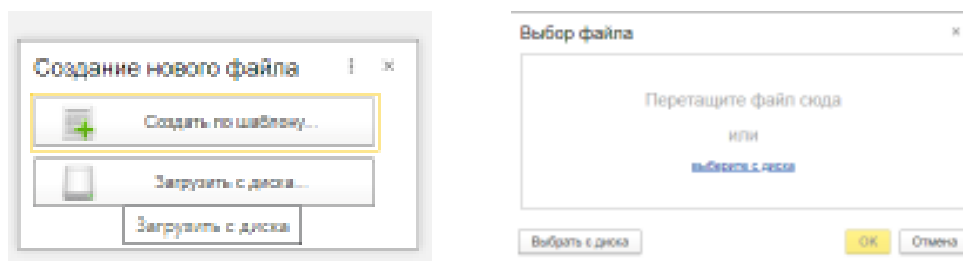 Создание нового файла
Создать по шаблону...
Загрузить с диска...
Загрузить с диска
Выбор файла
Перетащите файл сюда
или
выберите с диска
Выбрать с диска
OK
Отмена